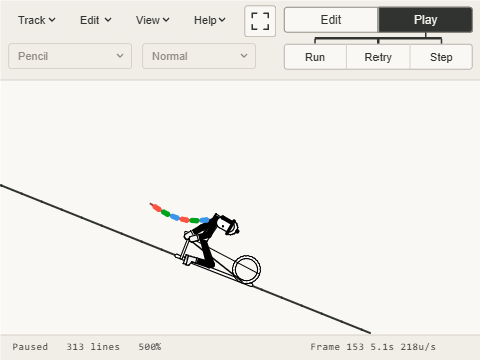 Track Edit View Help Edit Play
Pencil Normal Run Retry Step
Paused 313 lines 500% Frame 153 5.1s 218u/s